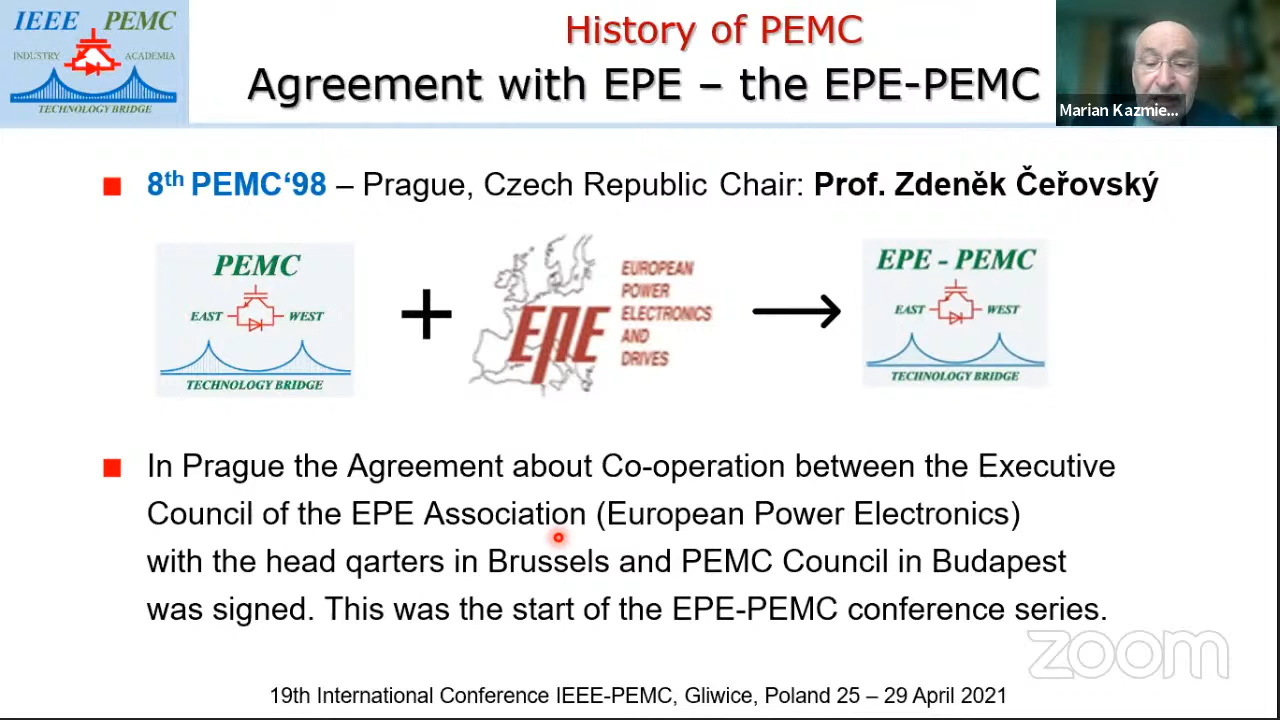 IEEE PEMC
INDUSTRY ACADEMIA
TECHNOLOGY BRIDGE
History of PEMC
Agreement with EPE – the EPE-PEMC
Marian Kazmie...
8th PEMC‘98 – Prague, Czech Republic Chair: Prof. Zdeněk Čeřovský
PEMC
EAST WEST
TECHNOLOGY BRIDGE
+
EPE
EUROPEAN
POWER
ELECTRONICS
AND
DRIVES
EPE - PEMC
EAST WEST
TECHNOLOGY BRIDGE
In Prague the Agreement about Co-operation between the Executive
Council of the EPE Association (European Power Electronics)
with the head qarters in Brussels and PEMC Council in Budapest
was signed. This was the start of the EPE-PEMC conference series.
zoom
19th International Conference IEEE-PEMC, Gliwice, Poland 25 – 29 April 2021